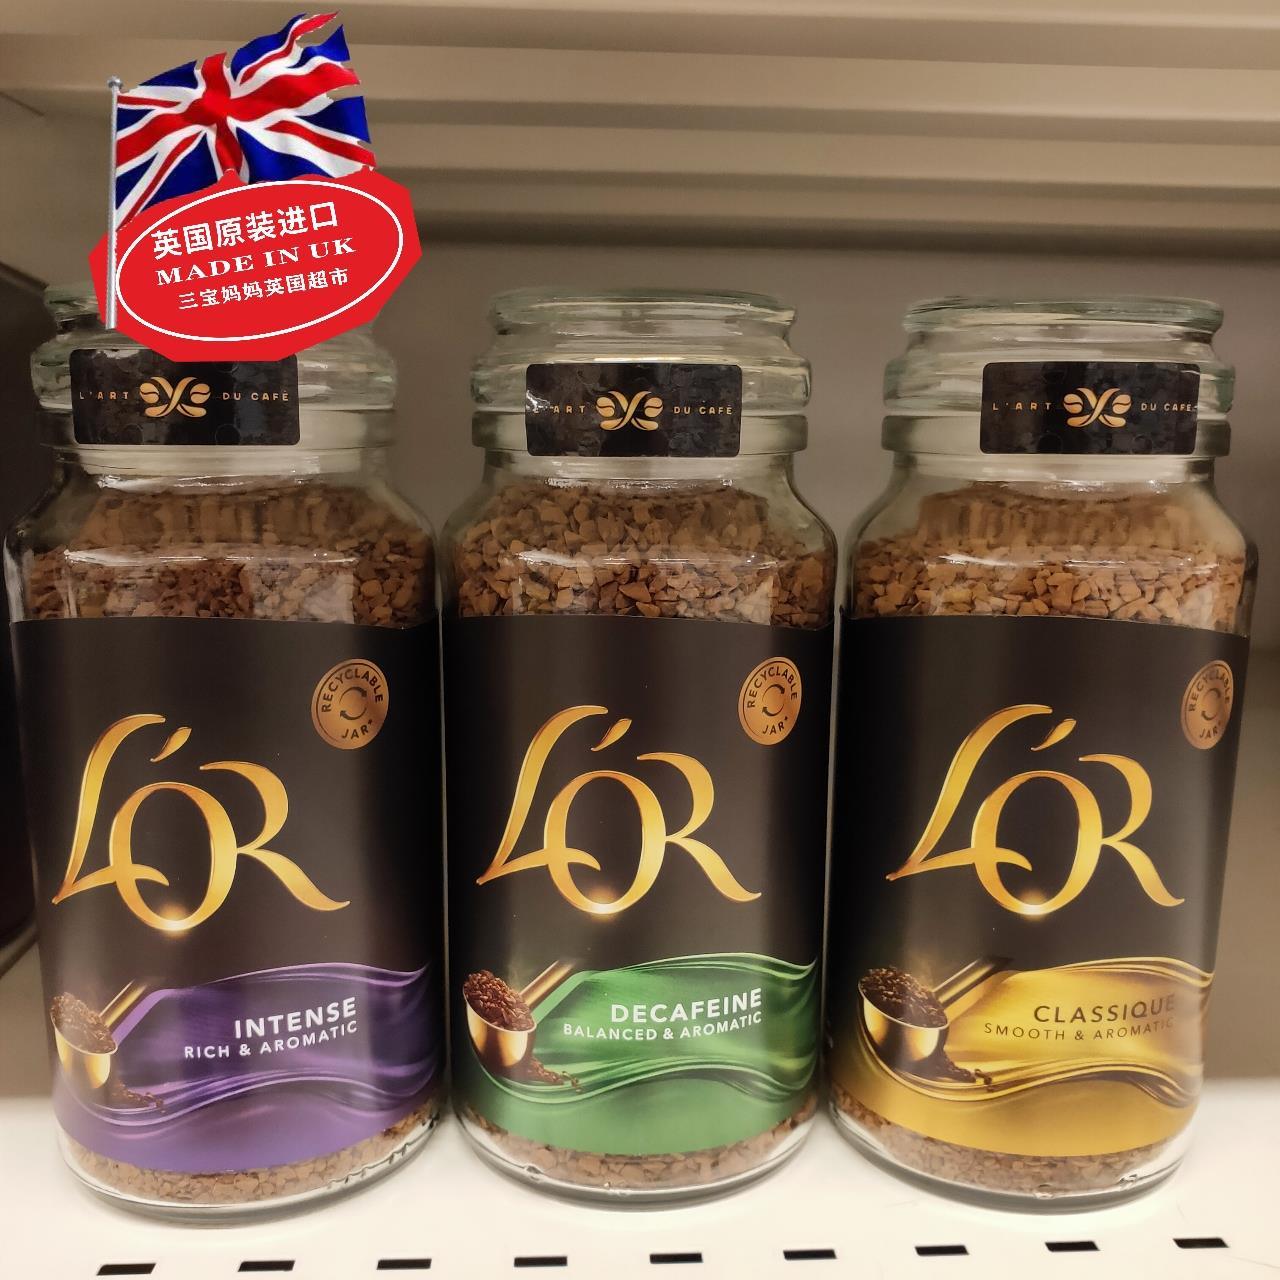 英国原装进口
MADE IN UK
三宝妈妈英国超市
L'ART DU CAFÉ
L'ART DU CAFÉ
L'ART DU CAFÉ
RECYCLABLE JAR*
L'OR
INTENSE
RICH & AROMATIC
RECYCLABLE JAR*
L'OR
DECAFEINE
BALANCED & AROMATIC
RECYCLABLE JAR*
L'OR
CLASSIQUE
SMOOTH & AROMATIC